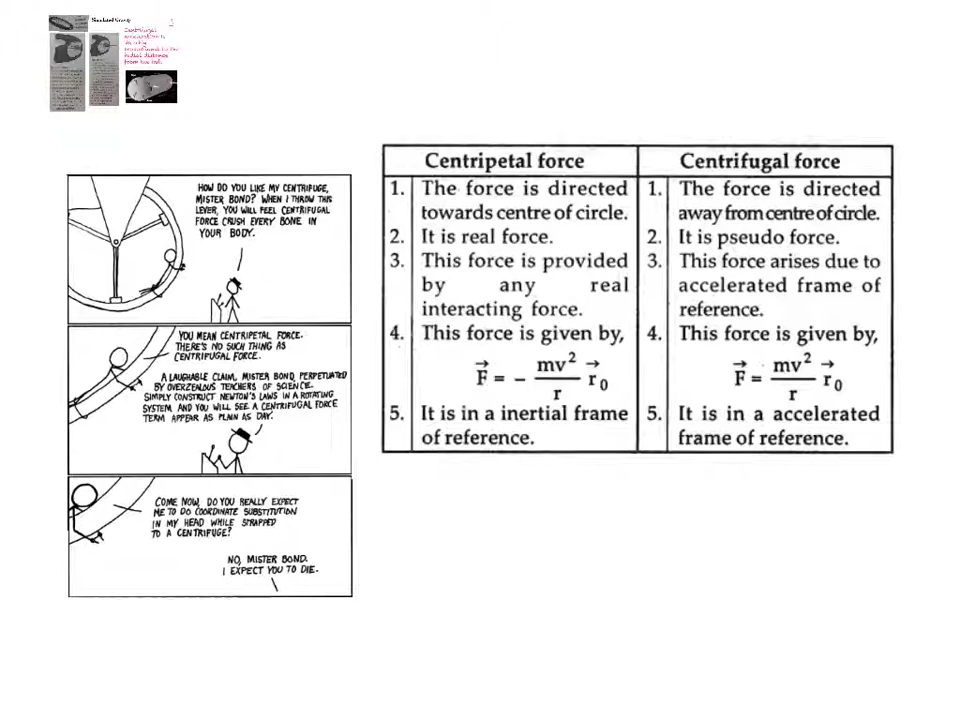 Simulated Gravity
Centrifugal
from the hub.
HOW DO YOU LIKE MY CENTRIFUGE,
MISTER BOND? WHEN I THROW THIS
LEVER, YOU WILL FEEL CENTRIFUGAL
FORCE CRUSH EVERY BONE IN
YOUR BODY.
YOU MEAN CENTRIPETAL FORCE.
THERE'S NO SUCH THING AS
CENTRIFUGAL FORCE.
A LAUGHABLE CLAIM, MISTER BOND, PERPETUATED
BY OVERZEALOUS TEACHERS OF SCIENCE.
SIMPLY CONSTRUCT NEWTON'S LAWS IN A ROTATING
SYSTEM AND YOU WILL SEE A CENTRIFUGAL FORCE
TERM APPEAR AS PLAIN AS DAY.
COME NOW, DO YOU REALLY EXPECT
ME TO DO COORDINATE SUBSTITUTION
IN MY HEAD WHILE STRAPPED
TO A CENTRIFUGE?
NO, MISTER BOND.
I EXPECT YOU TO DIE.
Centripetal force
1. The force is directed
towards centre of circle.
2. It is real force.
3. This force is provided
by any real
interacting force.
4. This force is given by,
F⃗ = − mv²/r r⃗₀
5. It is in a inertial frame
of reference.
Centrifugal force
1. The force is directed
away from centre of circle.
2. It is pseudo force.
3. This force arises due to
accelerated frame of
reference.
4. This force is given by,
F⃗ = mv²/r r⃗₀
5. It is in a accelerated
frame of reference.